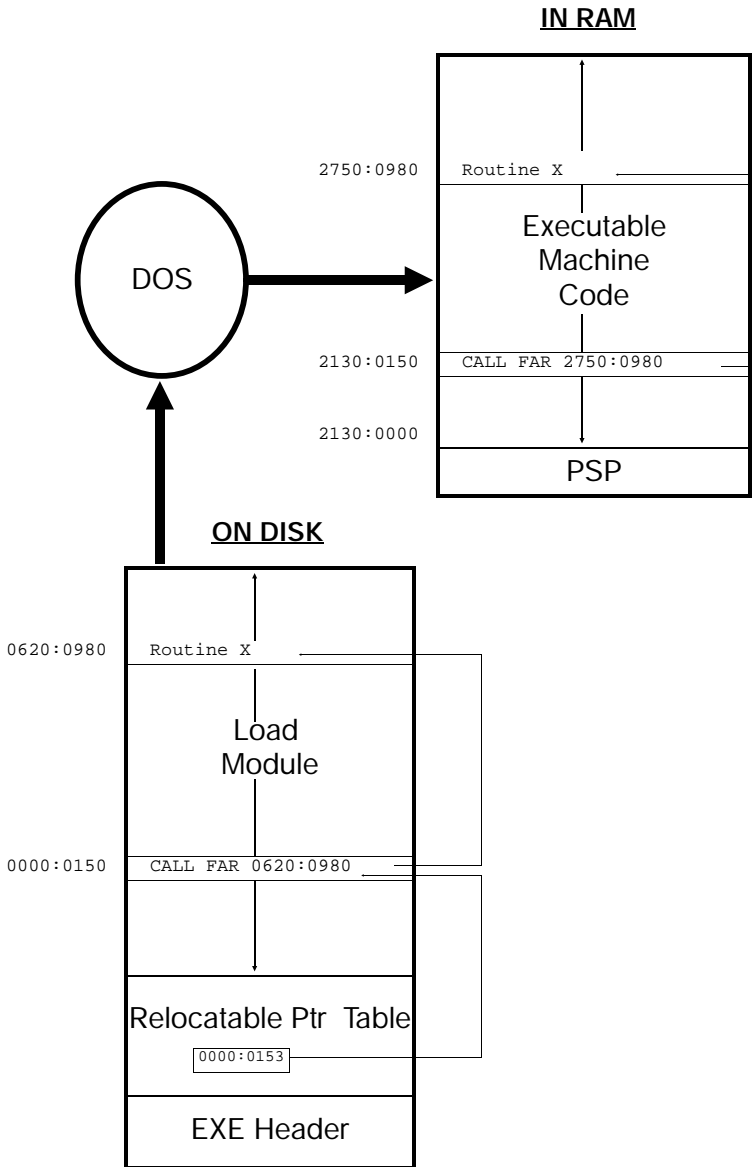 IN RAM
2750:0980 Routine X
Executable
Machine
Code
DOS
2130:0150 CALL FAR 2750:0980
2130:0000
PSP
ON DISK
0620:0980 Routine X
Load
Module
0000:0150 CALL FAR 0620:0980
Relocatable Ptr Table
0000:0153
EXE Header